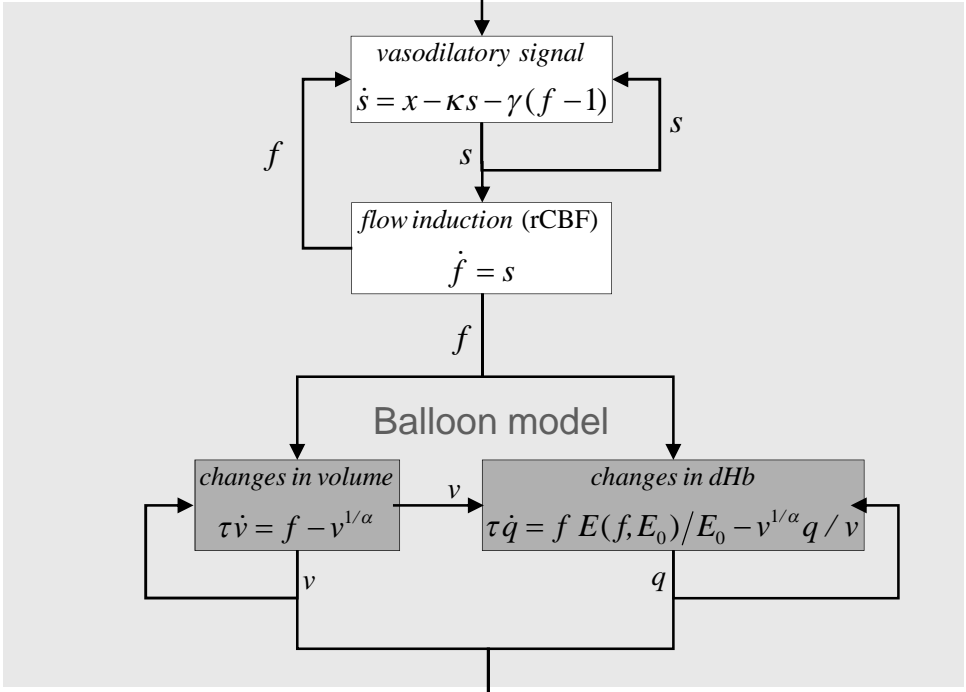 vasodilatory signal
ṡ = x − κs − γ(f − 1)
f
s
s
flow induction (rCBF)
ḟ = s
f
Balloon model
changes in volume
τv̇ = f − v^{1/α}
v
changes in dHb
τq̇ = f E(f, E₀)/E₀ − v^{1/α} q / v
v
q